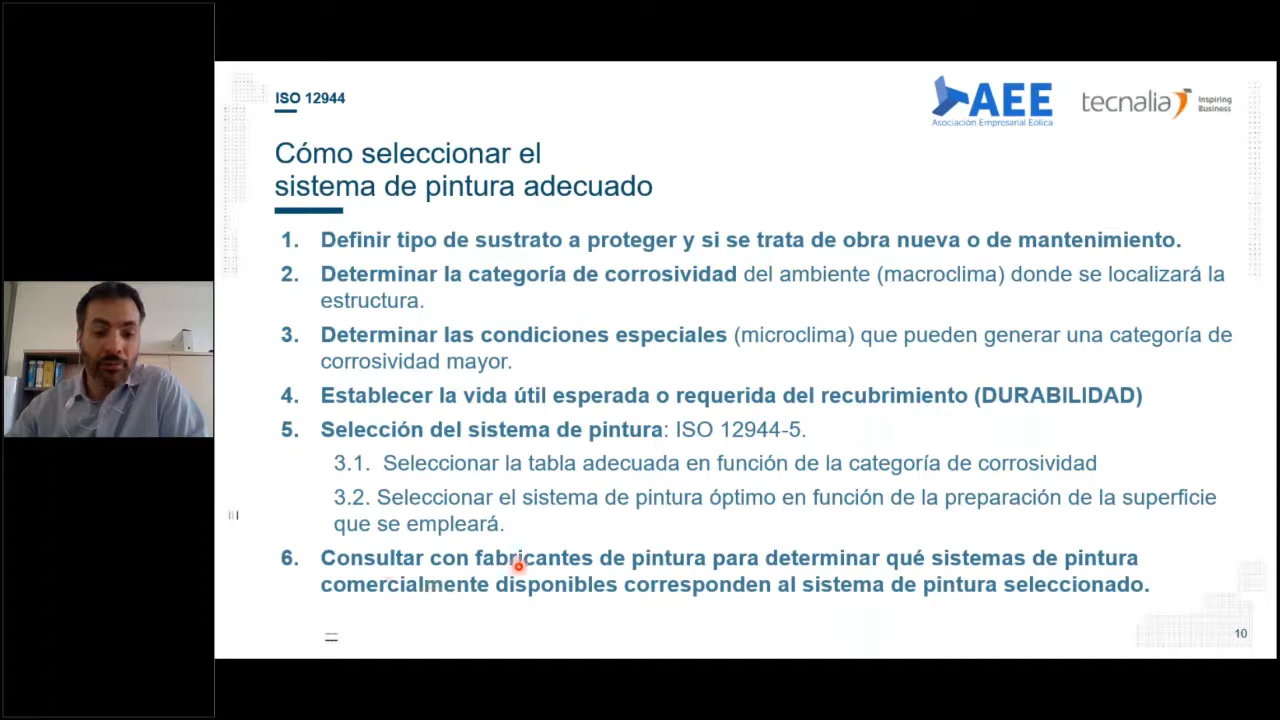 ISO 12944
AEE
Asociación Empresarial Eólica
tecnalia Inspiring
Business
Cómo seleccionar el
sistema de pintura adecuado
1. Definir tipo de sustrato a proteger y si se trata de obra nueva o de mantenimiento.
2. Determinar la categoría de corrosividad del ambiente (macroclima) donde se localizará la
estructura.
3. Determinar las condiciones especiales (microclima) que pueden generar una categoría de
corrosividad mayor.
4. Establecer la vida útil esperada o requerida del recubrimiento (DURABILIDAD)
5. Selección del sistema de pintura: ISO 12944-5.
3.1. Seleccionar la tabla adecuada en función de la categoría de corrosividad
3.2. Seleccionar el sistema de pintura óptimo en función de la preparación de la superficie
que se empleará.
6. Consultar con fabricantes de pintura para determinar qué sistemas de pintura
comercialmente disponibles corresponden al sistema de pintura seleccionado.
10